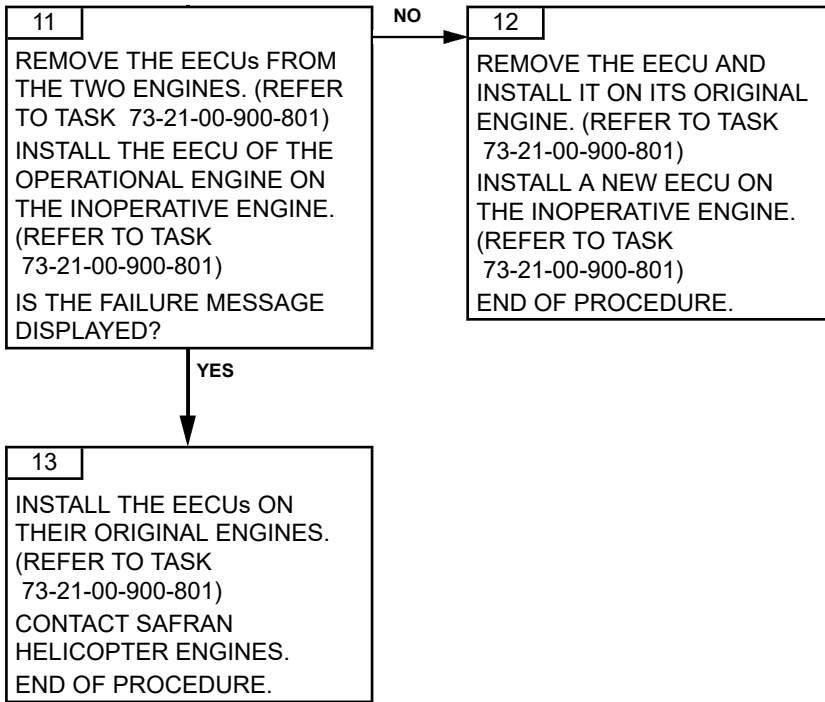 11
REMOVE THE EECUs FROM
THE TWO ENGINES. (REFER
TO TASK 73-21-00-900-801)
INSTALL THE EECU OF THE
OPERATIONAL ENGINE ON
THE INOPERATIVE ENGINE.
(REFER TO TASK
73-21-00-900-801)
IS THE FAILURE MESSAGE
DISPLAYED?
NO
12
REMOVE THE EECU AND
INSTALL IT ON ITS ORIGINAL
ENGINE. (REFER TO TASK
73-21-00-900-801)
INSTALL A NEW EECU ON
THE INOPERATIVE ENGINE.
(REFER TO TASK
73-21-00-900-801)
END OF PROCEDURE.
YES
13
INSTALL THE EECUs ON
THEIR ORIGINAL ENGINES.
(REFER TO TASK
73-21-00-900-801)
CONTACT SAFRAN
HELICOPTER ENGINES.
END OF PROCEDURE.